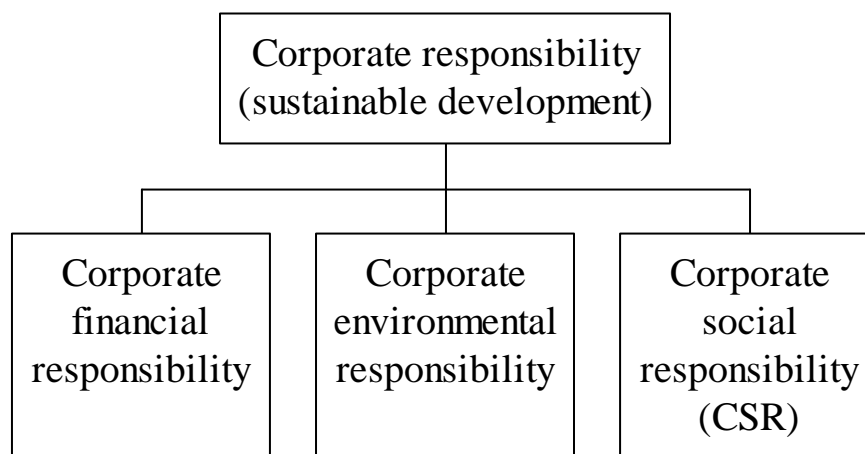 Corporate responsibility
(sustainable development)
Corporate
financial
responsibility
Corporate
environmental
responsibility
Corporate
social
responsibility
(CSR)